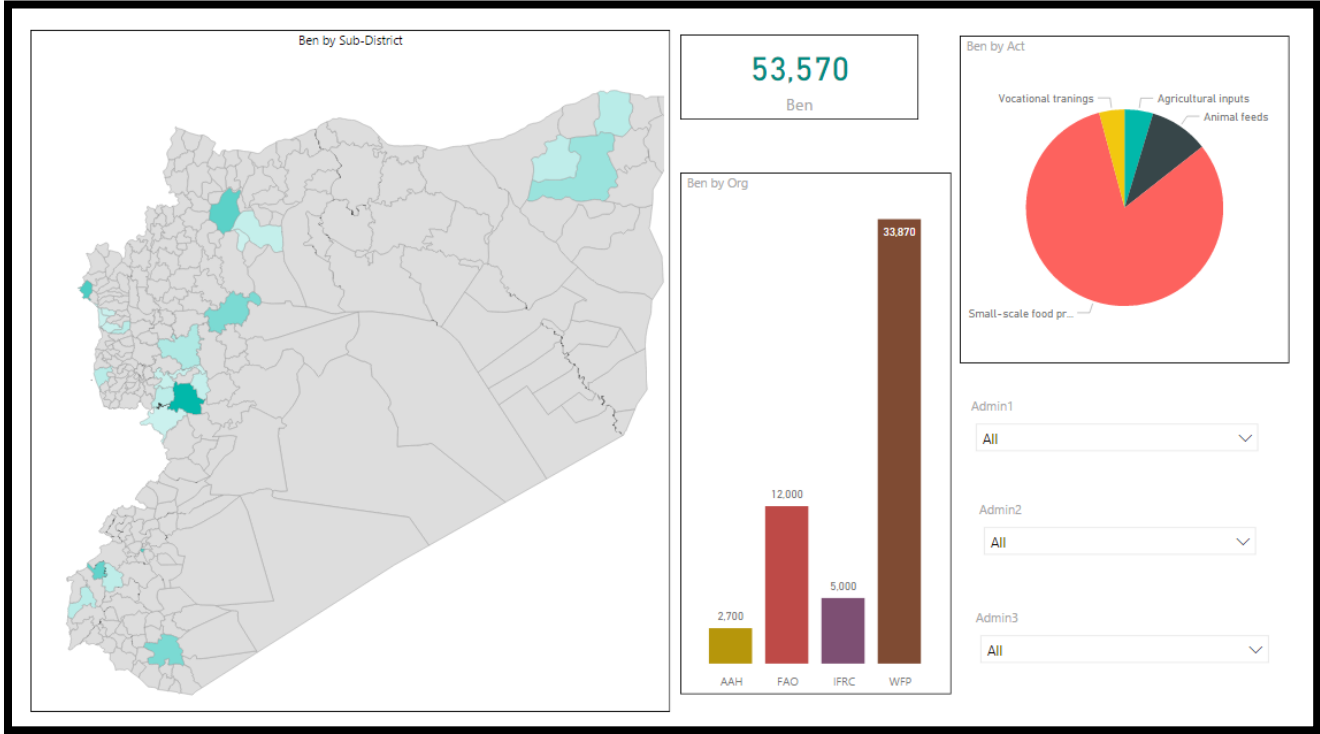 Ben by Sub-District
53,570
Ben
Ben by Org
33,870
12,000
5,000
2,700
AAH
FAO
IFRC
WFP
Ben by Act
Vocational tranings
Agricultural inputs
Animal feeds
Small-scale food pr...
Admin1
All
Admin2
All
Admin3
All